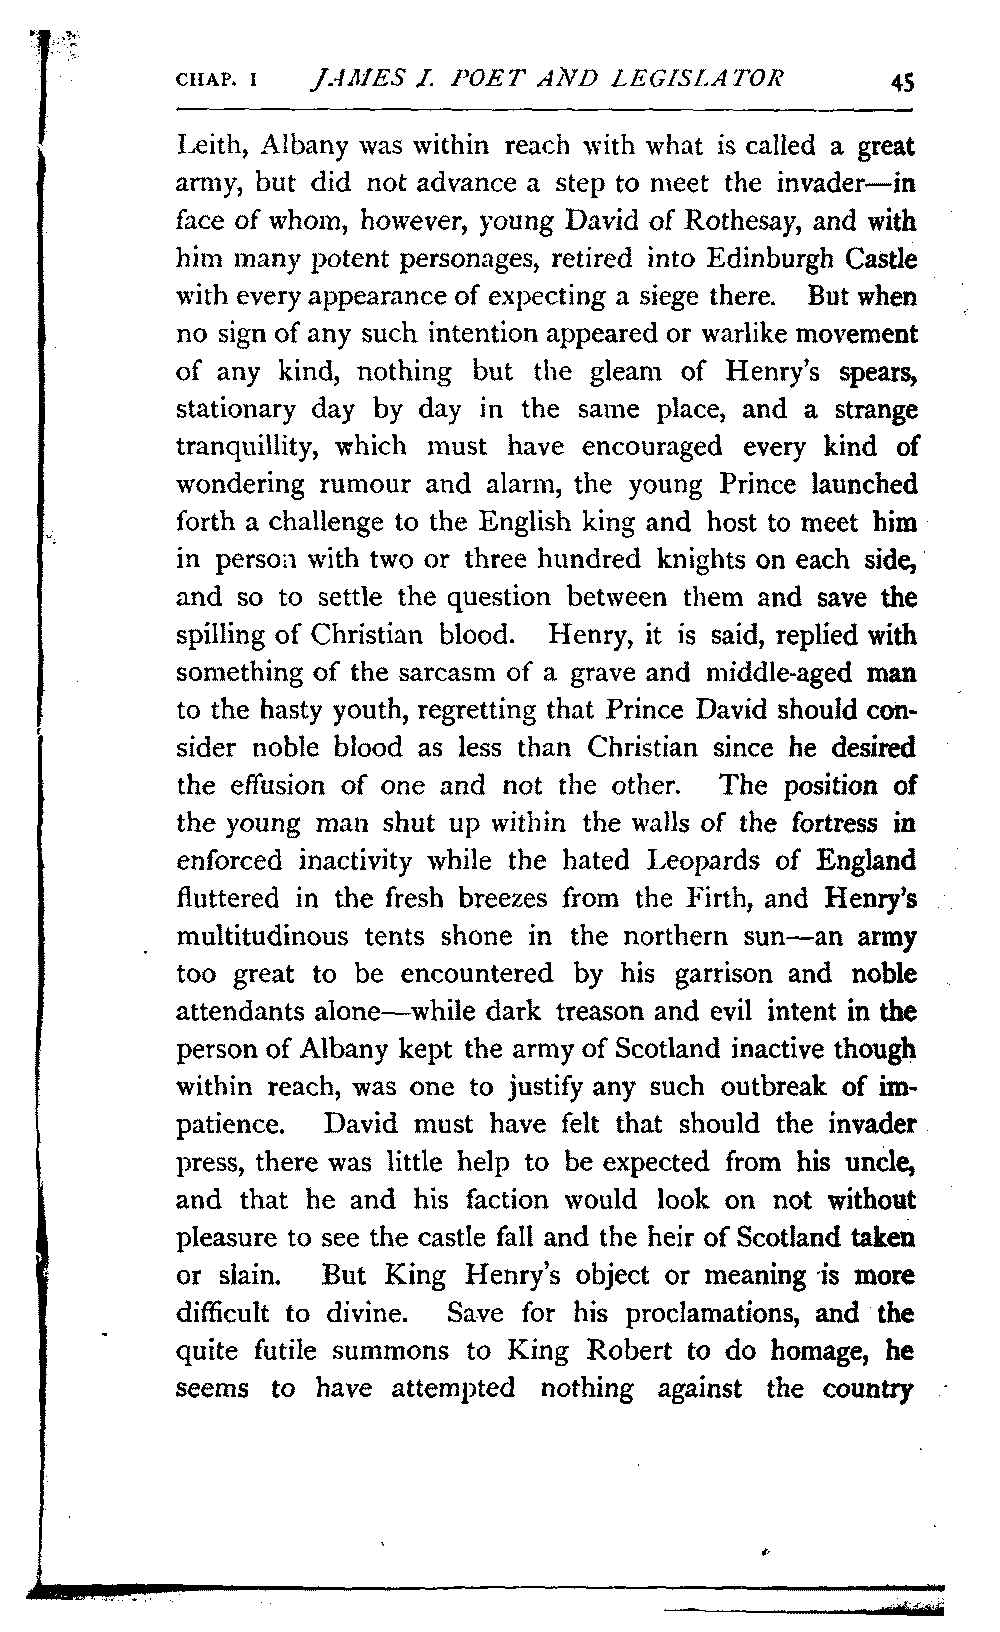 CHAP. I JAMES I. POET AND LEGISLATOR 45
Leith, Albany was within reach with what is called a great
army, but did not advance a step to meet the invader—in
face of whom, however, young David of Rothesay, and with
him many potent personages, retired into Edinburgh Castle
with every appearance of expecting a siege there. But when
no sign of any such intention appeared or warlike movement
of any kind, nothing but the gleam of Henry's spears,
stationary day by day in the same place, and a strange
tranquillity, which must have encouraged every kind of
wondering rumour and alarm, the young Prince launched
forth a challenge to the English king and host to meet him
in person with two or three hundred knights on each side,
and so to settle the question between them and save the
spilling of Christian blood. Henry, it is said, replied with
something of the sarcasm of a grave and middle-aged man
to the hasty youth, regretting that Prince David should con-
sider noble blood as less than Christian since he desired
the effusion of one and not the other. The position of
the young man shut up within the walls of the fortress in
enforced inactivity while the hated Leopards of England
fluttered in the fresh breezes from the Firth, and Henry's
multitudinous tents shone in the northern sun—an army
too great to be encountered by his garrison and noble
attendants alone—while dark treason and evil intent in the
person of Albany kept the army of Scotland inactive though
within reach, was one to justify any such outbreak of im-
patience. David must have felt that should the invader
press, there was little help to be expected from his uncle,
and that he and his faction would look on not without
pleasure to see the castle fall and the heir of Scotland taken
or slain. But King Henry's object or meaning is more
difficult to divine. Save for his proclamations, and the
quite futile summons to King Robert to do homage, he
seems to have attempted nothing against the country